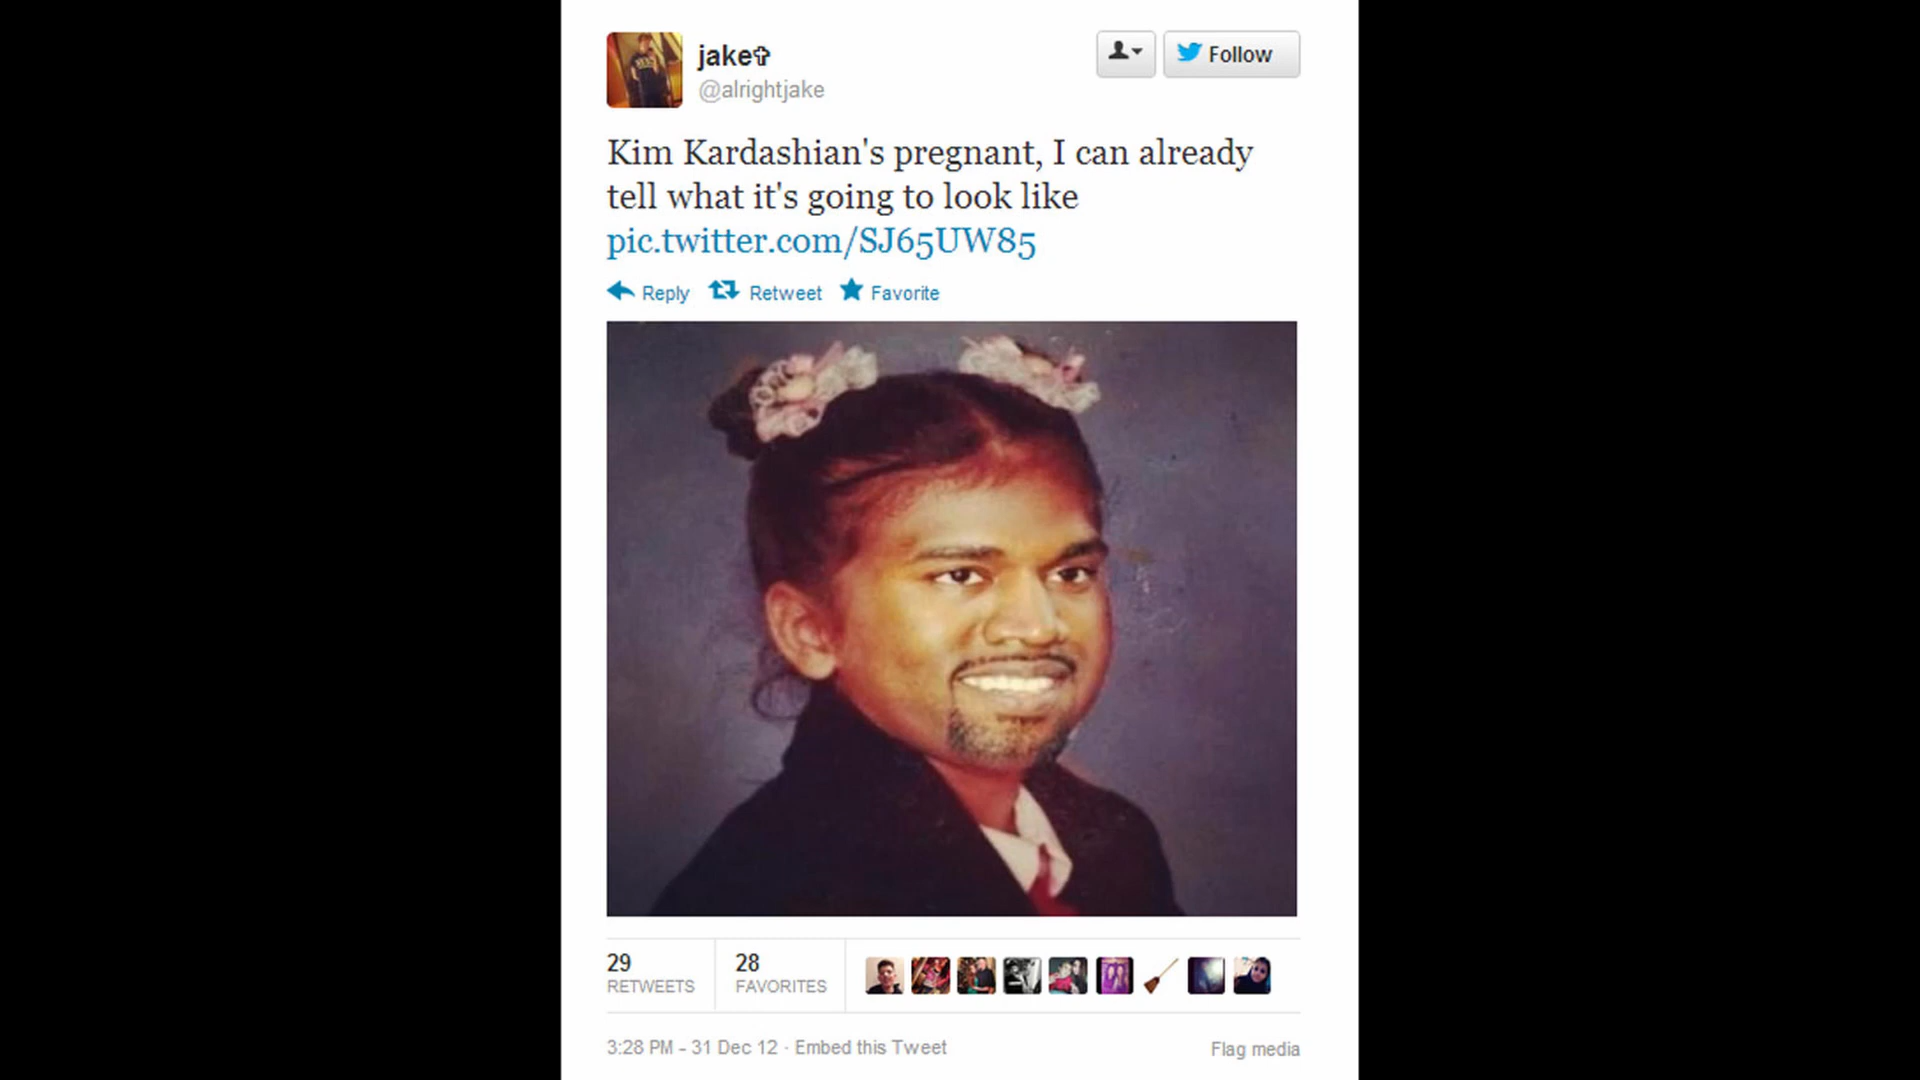 jake✞
@alrightjake
Follow
Kim Kardashian's pregnant, I can already
tell what it's going to look like
pic.twitter.com/SJ65UW85
Reply Retweet Favorite
29 RETWEETS
28 FAVORITES
3:28 PM - 31 Dec 12 · Embed this Tweet
Flag media